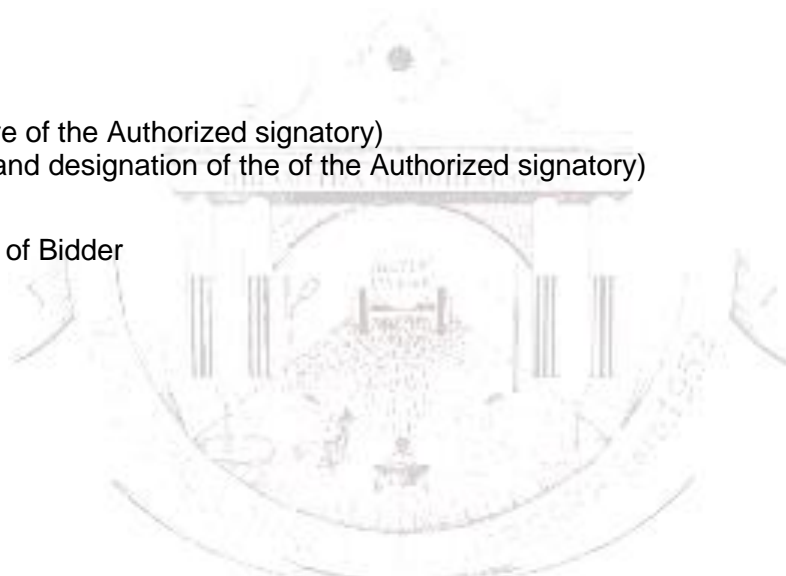 e of the Authorized signatory)
and designation of the of the Authorized signatory)
of Bidder